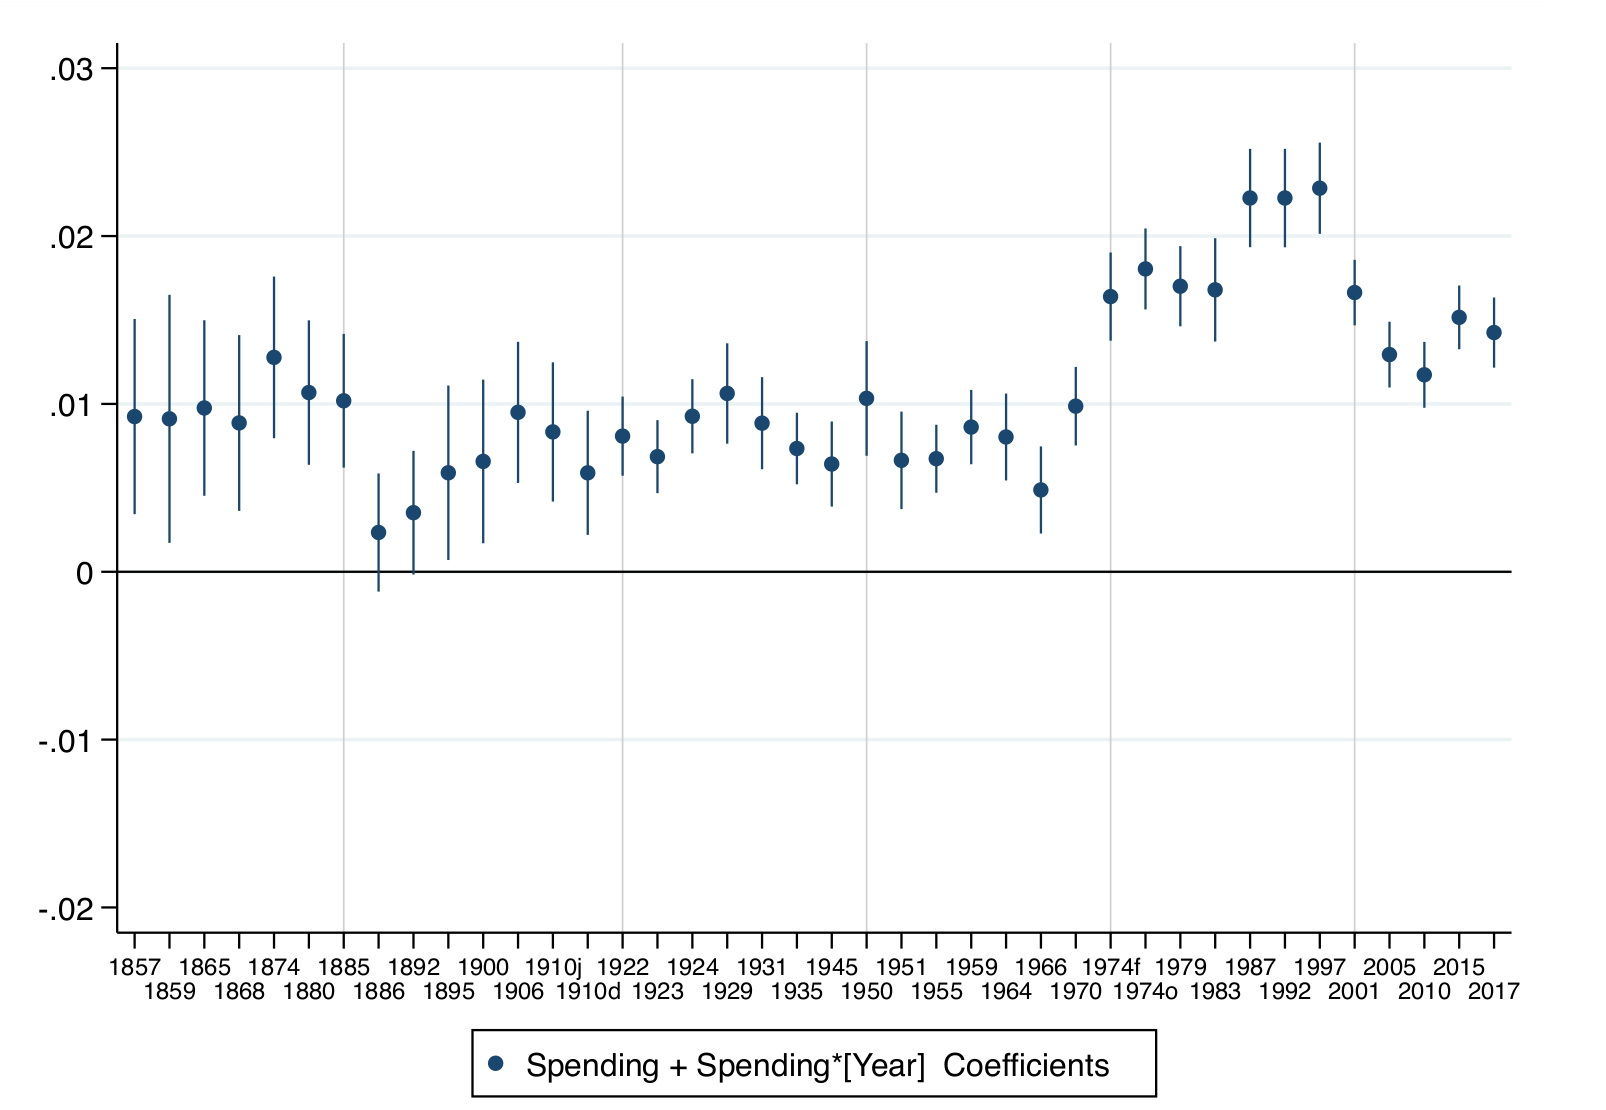 .03
.02
.01
0
-.01
-.02
1857 1865 1874 1885 1892 1900 1910j 1922 1924 1931 1945 1951 1959 1966 1974f 1979 1987 1997 2005 2015
1859 1868 1880 1886 1895 1906 1910d 1923 1929 1935 1950 1955 1964 1970 1974o 1983 1992 2001 2010 2017
Spending + Spending*[Year] Coefficients